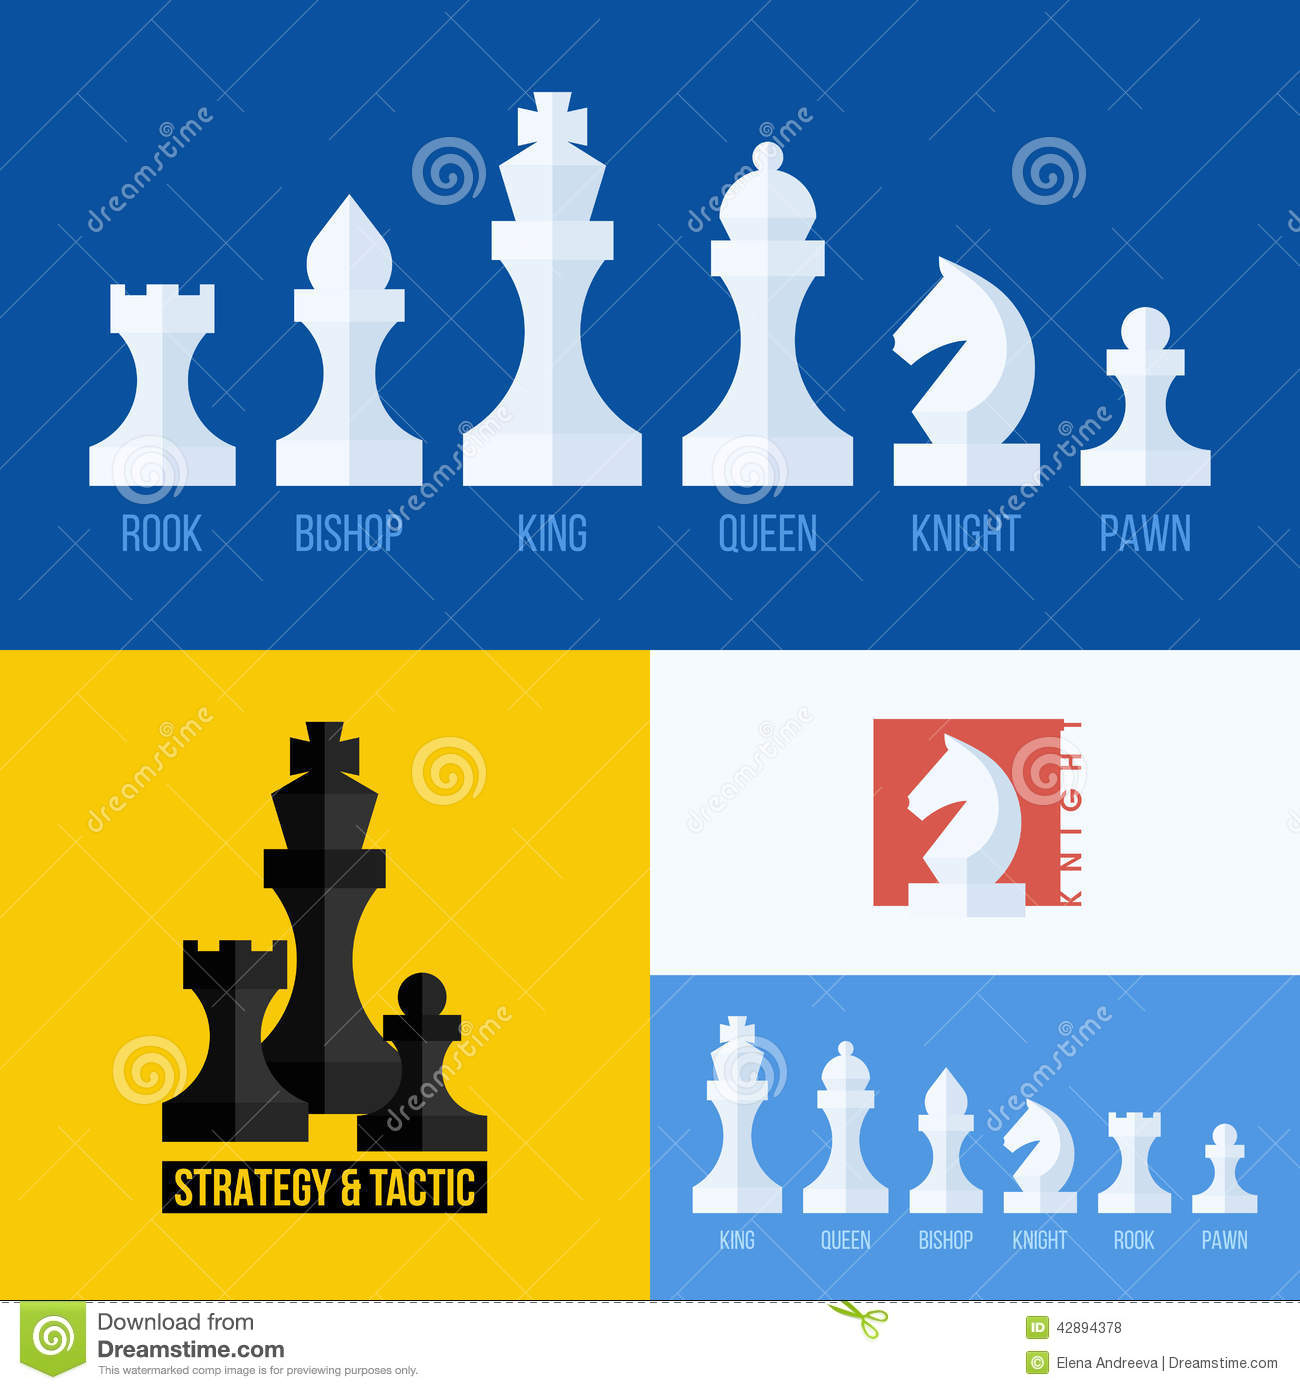 ROOK BISHOP KING QUEEN KNIGHT PAWN
STRATEGY & TACTIC
KNIGHT
KING QUEEN BISHOP KNIGHT ROOK PAWN
dreamstime
Download from
Dreamstime.com
This watermarked comp image is for previewing purposes only.
ID 42894378
© Elena Andreeva | Dreamstime.com